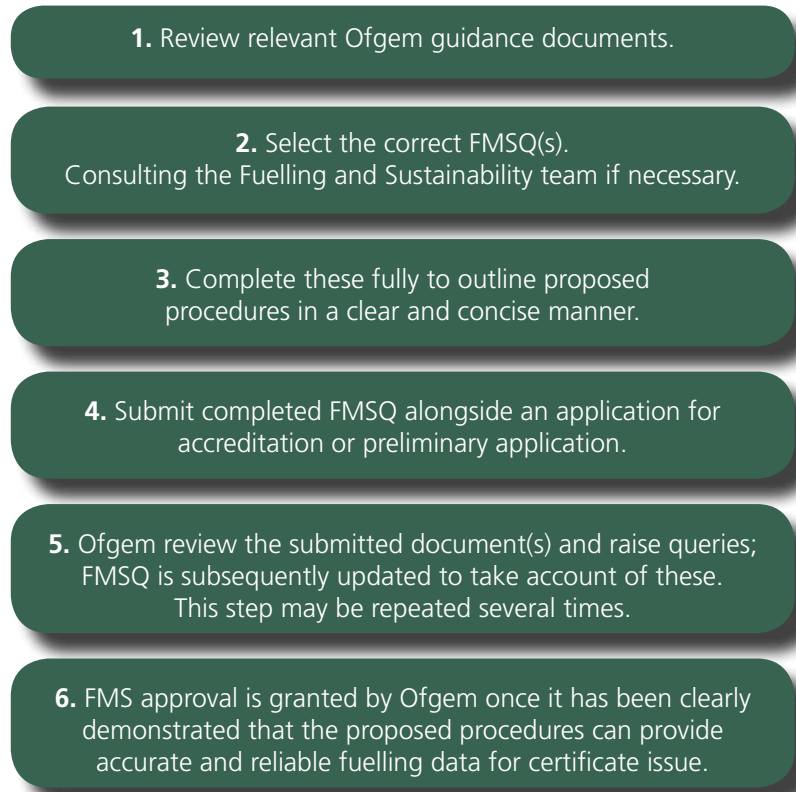 1. Review relevant Ofgem guidance documents.
2. Select the correct FMSQ(s).
Consulting the Fuelling and Sustainability team if necessary.
3. Complete these fully to outline proposed
procedures in a clear and concise manner.
4. Submit completed FMSQ alongside an application for
accreditation or preliminary application.
5. Ofgem review the submitted document(s) and raise queries;
FMSQ is subsequently updated to take account of these.
This step may be repeated several times.
6. FMS approval is granted by Ofgem once it has been clearly
demonstrated that the proposed procedures can provide
accurate and reliable fuelling data for certificate issue.